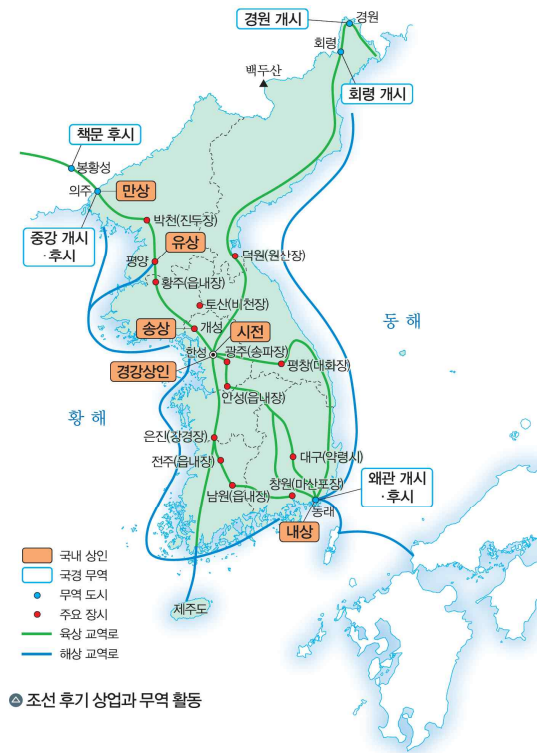 경원 개시
경원
회령
백두산
회령 개시
책문 후시
봉황성
의주
만상
박천(진두장)
중강 개시
·후시
유상
평양
덕원(원산장)
황주(읍내장)
토산(비천장)
송상
개성
시전
동해
한성
광주(송파장)
경강상인
평창(대화장)
안성(읍내장)
황해
은진(강경장)
전주(읍내장)
대구(약령시)
창원(마산포장)
왜관 개시
·후시
남원(읍내장)
동래
내상
국내 상인
국경 무역
무역 도시
주요 장시
육상 교역로
해상 교역로
제주도
조선 후기 상업과 무역 활동